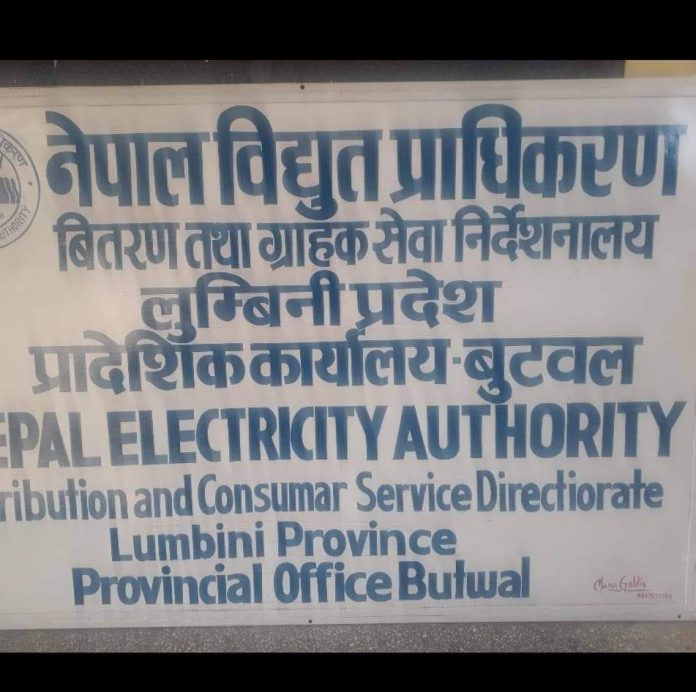 नेपाल विद्युत प्राधिकरण
बितरण तथा ग्राहक सेवा निर्देशनालय
लुम्बिनी प्रदेश
प्रादेशिक कार्यालय-बुटवल
EPAL ELECTRICITY AUTHORITY
ribution and Consumar Service Directiorate
Lumbini Province
Provincial Office Butwal